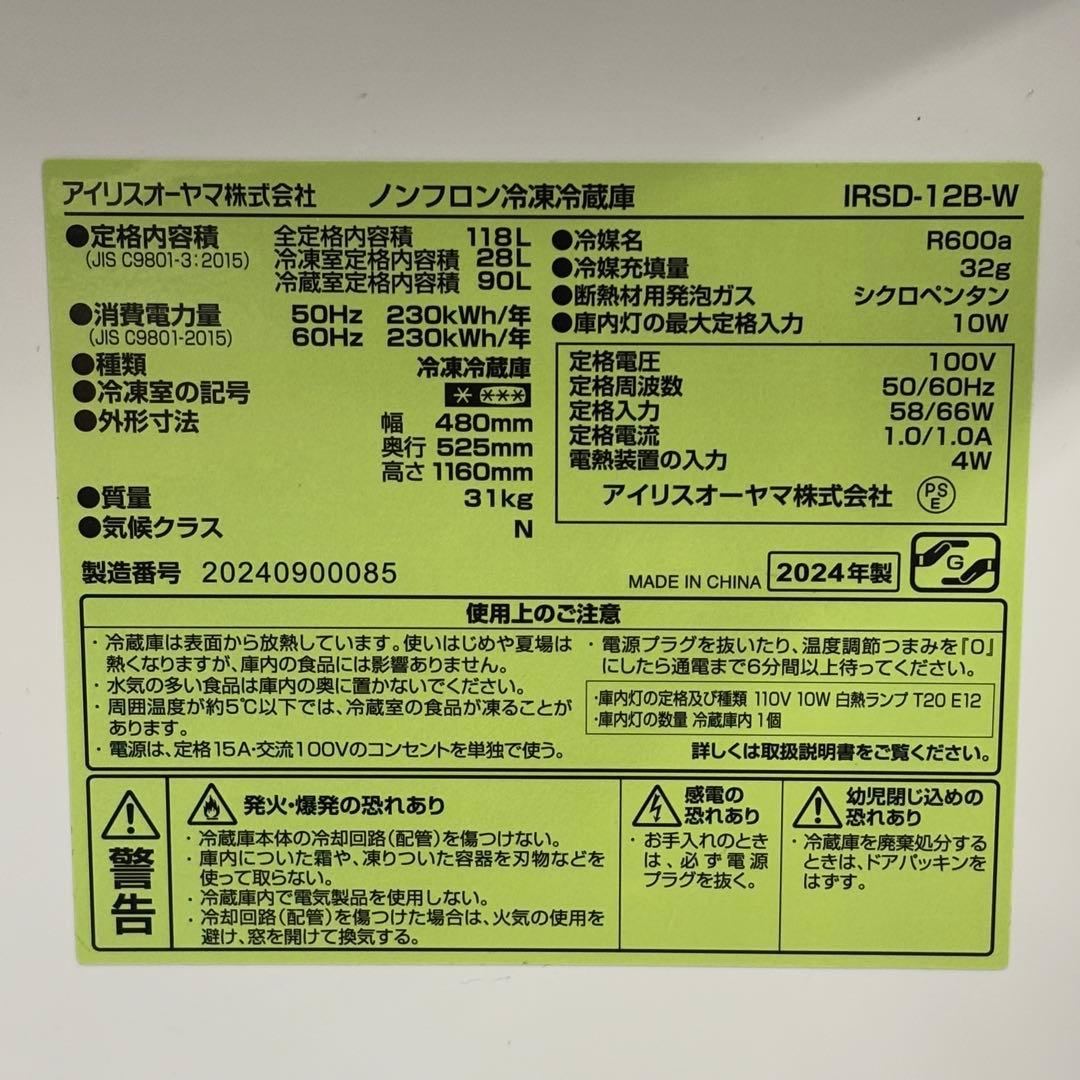 アイリスオーヤマ株式会社 ノンフロン冷凍冷蔵庫 IRSD-12B-W
●定格内容積 全定格内容積 118L
(JIS C9801-3:2015) 冷凍室定格内容積 28L
冷蔵室定格内容積 90L
●消費電力量 50Hz 230kWh/年
(JIS C9801-2015) 60Hz 230kWh/年
●種類 冷凍冷蔵庫
●冷凍室の記号 * ***
●外形寸法 幅 480mm
奥行 525mm
高さ 1160mm
●質量 31kg
●気候クラス N
●冷媒名 R600a
●冷媒充填量 32g
●断熱材用発泡ガス シクロペンタン
●庫内灯の最大定格入力 10W
定格電圧 100V
定格周波数 50/60Hz
定格入力 58/66W
定格電流 1.0/1.0A
電熱装置の入力 4W
アイリスオーヤマ株式会社 PSE
製造番号 20240900085 MADE IN CHINA 2024年製 G
使用上のご注意
・冷蔵庫は表面から放熱しています。使いはじめや夏場は
熱くなりますが、庫内の食品には影響ありません。
・水気の多い食品は庫内の奥に置かないでください。
・周囲温度が約5℃以下では、冷蔵室の食品が凍ることが
あります。
・電源は、定格15A・交流100Vのコンセントを単独で使う。
・電源プラグを抜いたり、温度調節つまみを『0』
にしたら通電まで6分間以上待ってください。
・庫内灯の定格及び種類 110V 10W 白熱ランプ T20 E12
・庫内灯の数量 冷蔵庫内 1個
詳しくは取扱説明書をご覧ください。
警告
発火・爆発の恐れあり
・冷蔵庫本体の冷却回路(配管)を傷つけない。
・庫内についた霜や、凍りついた容器を刃物などを
使って取らない。
・冷蔵庫内で電気製品を使用しない。
・冷却回路(配管)を傷つけた場合は、火気の使用を
避け、窓を開けて換気する。
感電の
恐れあり
・お手入れのとき
は、必ず電源
プラグを抜く。
幼児閉じ込めの
恐れあり
・冷蔵庫を廃棄処分する
ときは、ドアパッキンを
はずす。